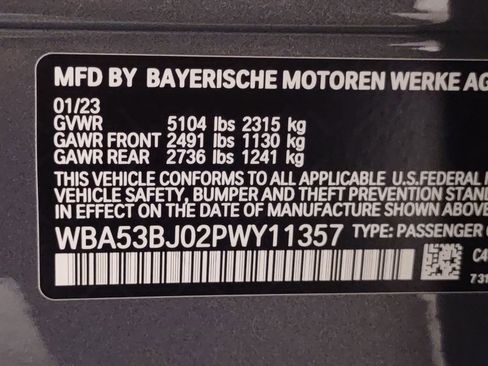 MFD BY BAYERISCHE MOTOREN WERKE AG
01/23
GVWR 5104 lbs 2315 kg
GAWR FRONT 2491 lbs 1130 kg
GAWR REAR 2736 lbs 1241 kg
THIS VEHICLE CONFORMS TO ALL APPLICABLE U.S.FEDERAL
VEHICLE SAFETY, BUMPER AND THEFT PREVENTION STAND
IN EFFECT ON THE DATE OF MANUFACTURE SHOWN ABOVE.
WBA53BJ02PWY11357 TYPE: PASSENGER
C4
731